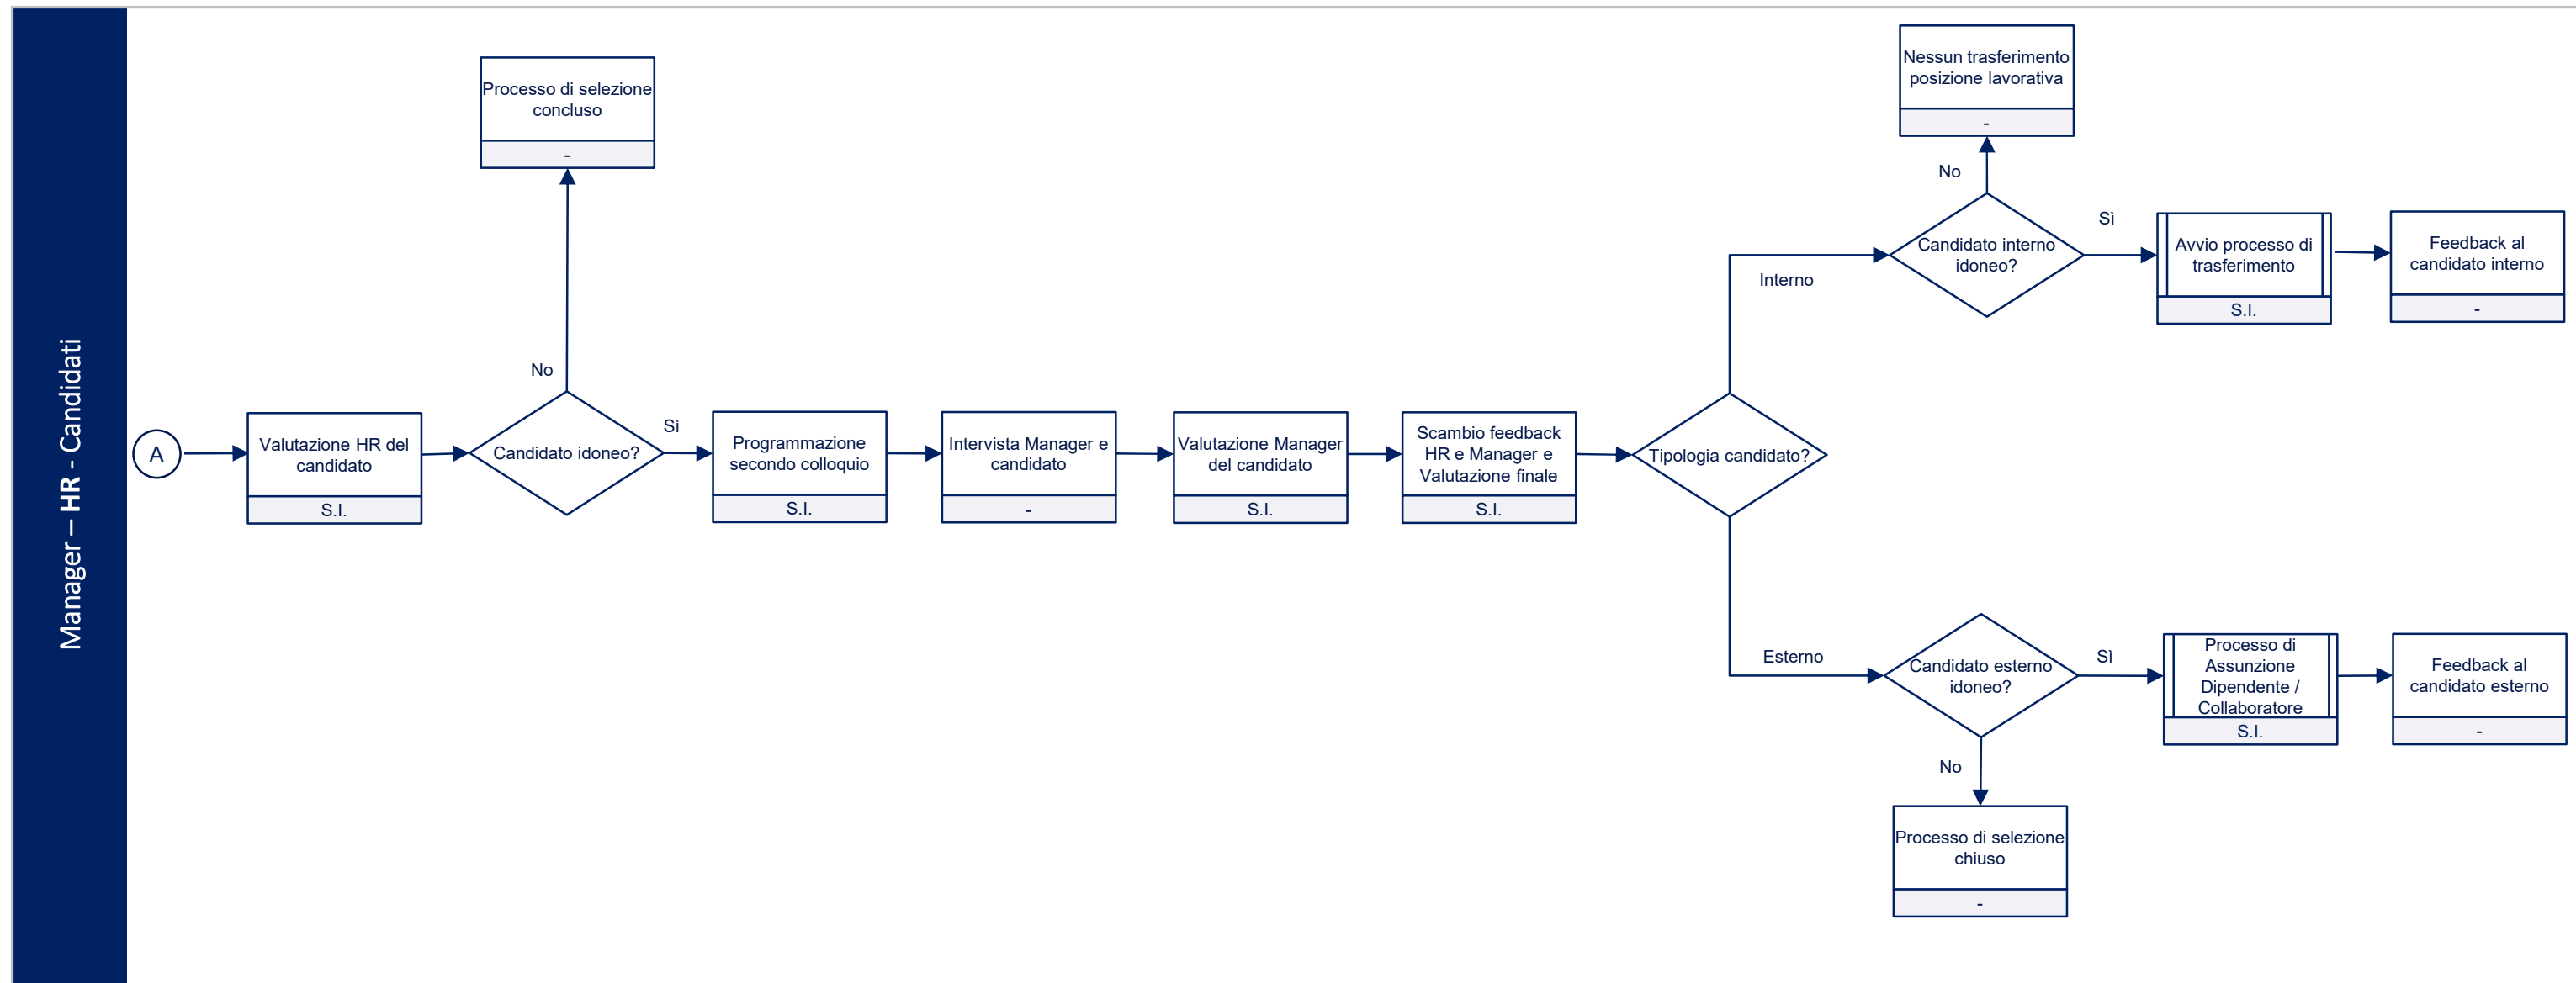 Manager – HR - Candidati
A
Valutazione HR del
candidato
S.I.
Candidato idoneo?
No
Processo di selezione
concluso
-
Sì
Programmazione
secondo colloquio
S.I.
Intervista Manager e
candidato
-
Valutazione Manager
del candidato
S.I.
Scambio feedback
HR e Manager e
Valutazione finale
S.I.
Tipologia candidato?
Interno
Candidato interno
idoneo?
No
Nessun trasferimento
posizione lavorativa
-
Sì
Avvio processo di
trasferimento
S.I.
Feedback al
candidato interno
-
Esterno
Candidato esterno
idoneo?
Sì
Processo di
Assunzione
Dipendente /
Collaboratore
S.I.
Feedback al
candidato esterno
-
No
Processo di selezione
chiuso
-